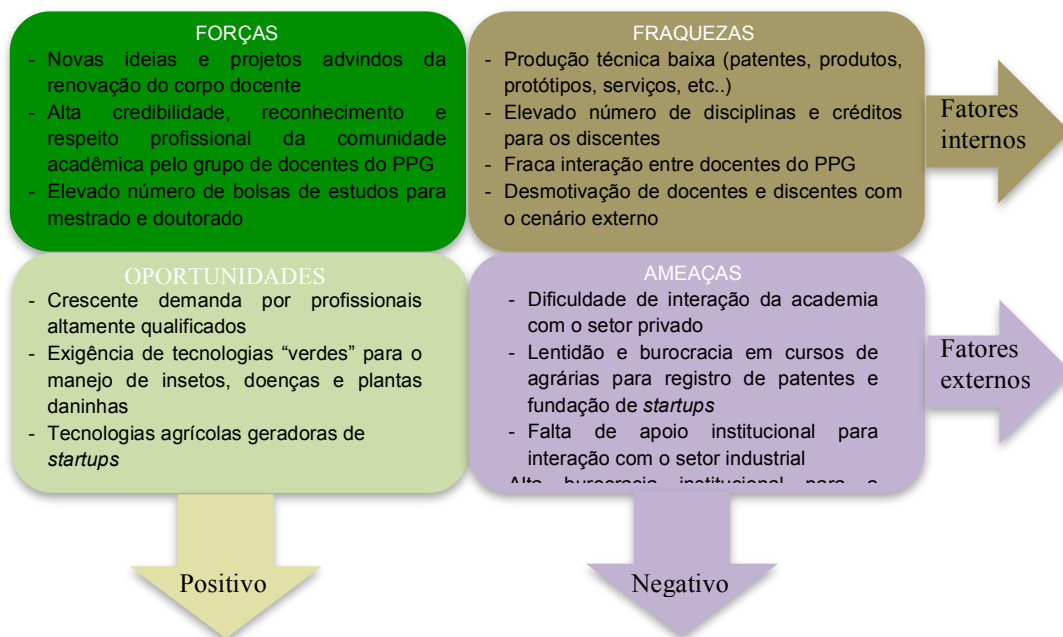 FORÇAS
- Novas ideias e projetos advindos da
renovação do corpo docente
- Alta credibilidade, reconhecimento e
respeito profissional da comunidade
acadêmica pelo grupo de docentes do PPG
- Elevado número de bolsas de estudos para
mestrado e doutorado
FRAQUEZAS
- Produção técnica baixa (patentes, produtos,
protótipos, serviços, etc..)
- Elevado número de disciplinas e créditos
para os discentes
- Fraca interação entre docentes do PPG
- Desmotivação de docentes e discentes com
o cenário externo
Fatores
internos
OPORTUNIDADES
- Crescente demanda por profissionais
altamente qualificados
- Exigência de tecnologias “verdes” para o
manejo de insetos, doenças e plantas
daninhas
- Tecnologias agrícolas geradoras de
startups
AMEAÇAS
- Dificuldade de interação da academia
com o setor privado
- Lentidão e burocracia em cursos de
agrárias para registro de patentes e
fundação de startups
- Falta de apoio institucional para
interação com o setor industrial
Alta burocracia institucional para a
Fatores
externos
Positivo
Negativo